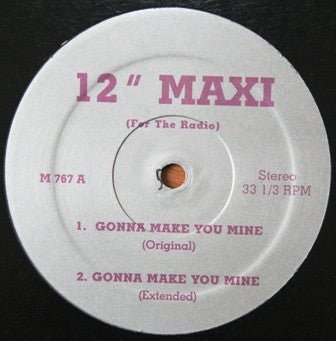 12" MAXI
(For The Radio)
M 767 A
Stereo
33 1/3 RPM
1. GONNA MAKE YOU MINE
(Original)
2. GONNA MAKE YOU MINE
(Extended)